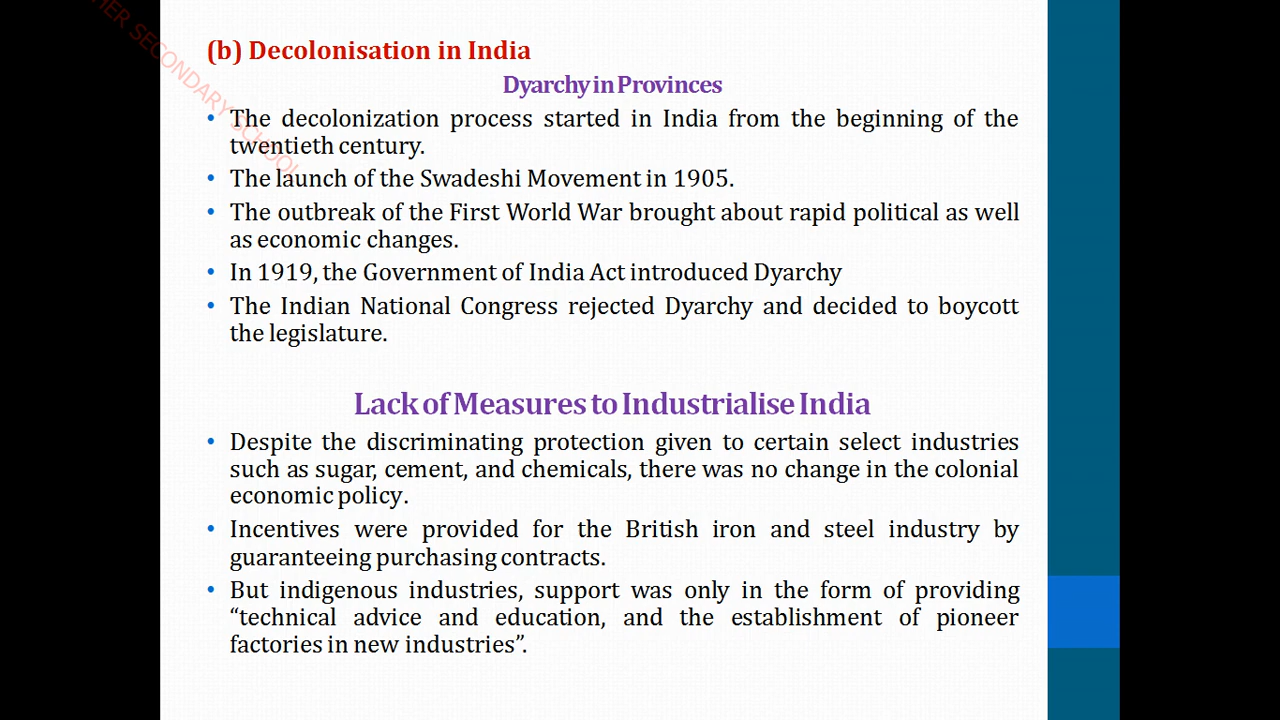 HER SECONDARY SCHOOL
(b) Decolonisation in India
Dyarchy in Provinces
• The decolonization process started in India from the beginning of the
twentieth century.
• The launch of the Swadeshi Movement in 1905.
• The outbreak of the First World War brought about rapid political as well
as economic changes.
• In 1919, the Government of India Act introduced Dyarchy
• The Indian National Congress rejected Dyarchy and decided to boycott
the legislature.
Lack of Measures to Industrialise India
• Despite the discriminating protection given to certain select industries
such as sugar, cement, and chemicals, there was no change in the colonial
economic policy.
• Incentives were provided for the British iron and steel industry by
guaranteeing purchasing contracts.
• But indigenous industries, support was only in the form of providing
“technical advice and education, and the establishment of pioneer
factories in new industries”.